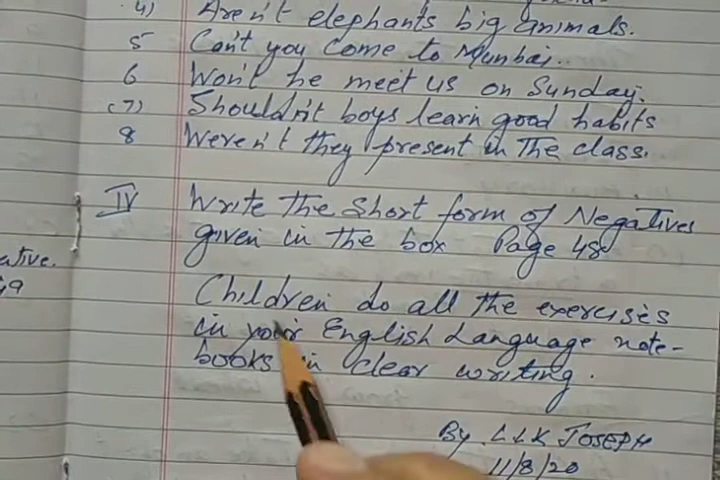 4) Aren't elephants big animals.
5 Can't you come to Mumbai..
6 Won't he meet us on Sunday.
(7) Shouldn't boys learn good habits
8 Weren't they present in the class.
IV Write the short form of Negatives
given in the box Page 48
Children do all the exercises
in your English Language note-
books in clear writing.
By L L K JOSEPH
11/8/20